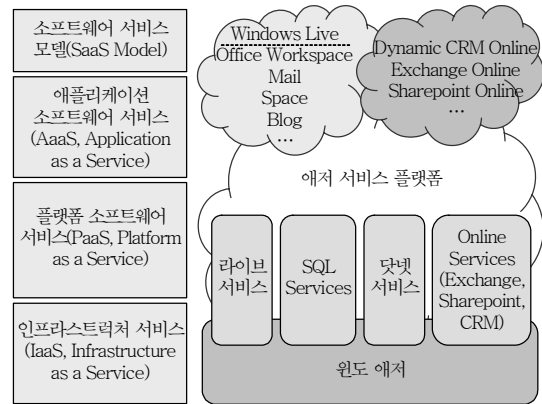 소프트웨어 서비스
모델(SaaS Model)
애플리케이션
소프트웨어 서비스
(AaaS, Application
as a Service)
플랫폼 소프트웨어
서비스(PaaS, Platform
as a Service)
인프라스트럭처 서비스
(IaaS, Infrastructure
as a Service)
Windows Live
Office Workspace
Mail
Space
Blog
…
Dynamic CRM Online
Exchange Online
Sharepoint Online
…
애저 서비스 플랫폼
라이브
서비스
SQL
Services
닷넷
서비스
Online
Services
(Exchange,
Sharepoint,
CRM)
윈도 애저